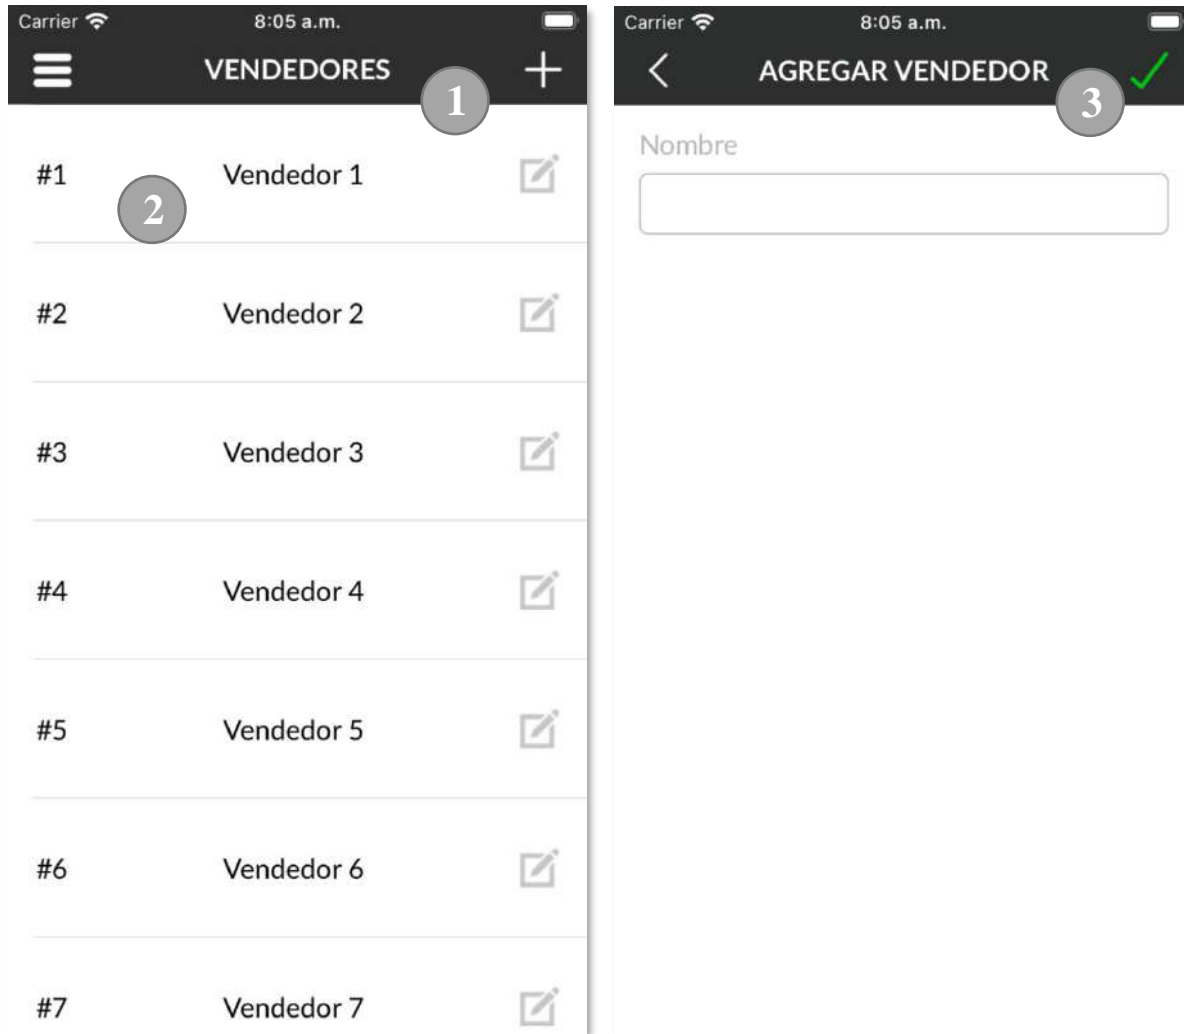 Carrier 8:05 a.m.
VENDEDORES
1
#1 Vendedor 1
2
#2 Vendedor 2
#3 Vendedor 3
#4 Vendedor 4
#5 Vendedor 5
#6 Vendedor 6
#7 Vendedor 7
Carrier 8:05 a.m.
AGREGAR VENDEDOR
3
Nombre